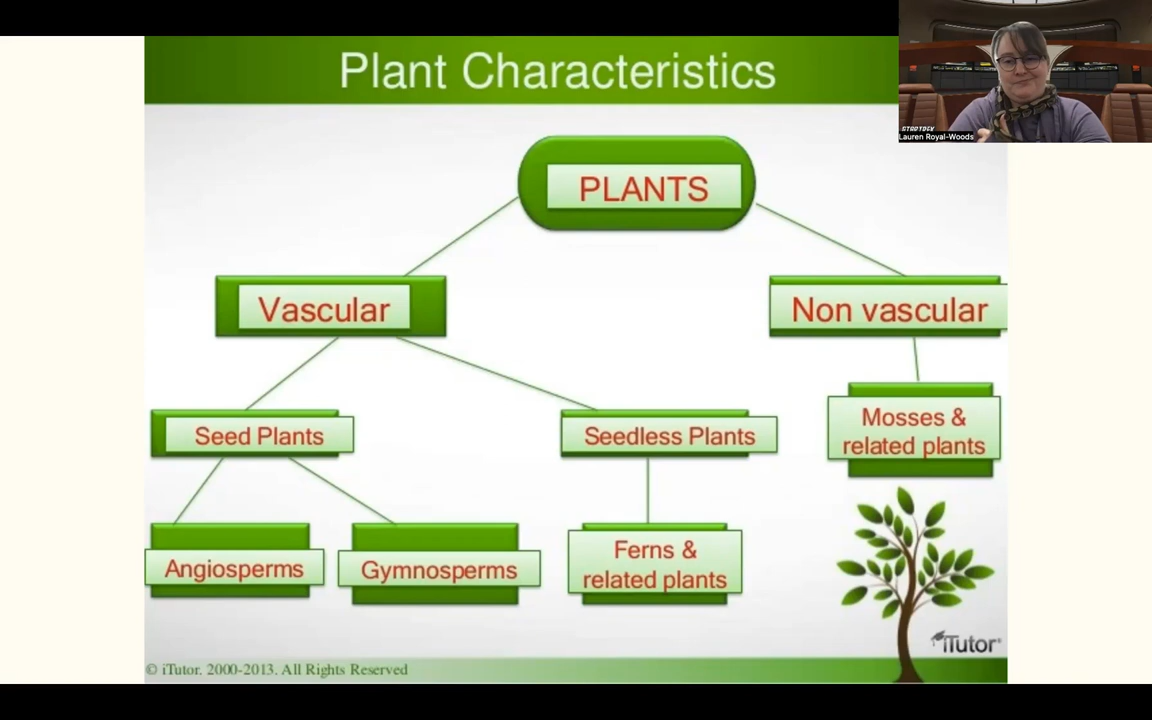 Plant Characteristics
STARTREK
Lauren Royal-Woods
PLANTS
Vascular
Non vascular
Seed Plants
Seedless Plants
Mosses &
related plants
Angiosperms
Gymnosperms
Ferns &
related plants
iTutor
© iTutor. 2000-2013. All Rights Reserved